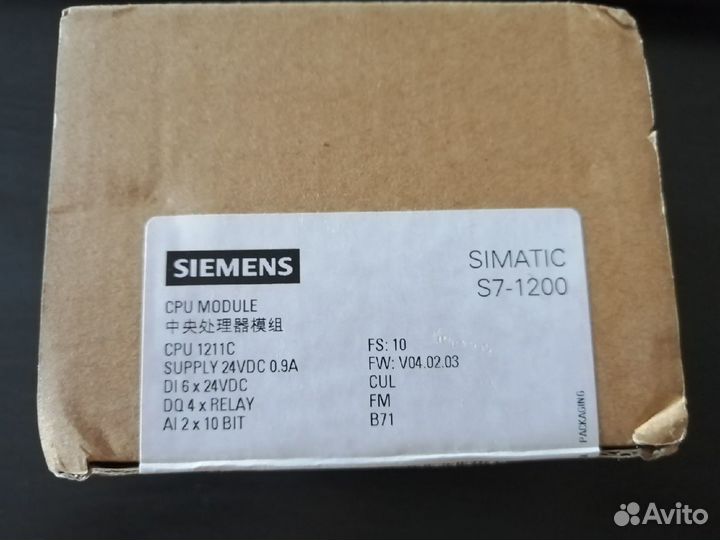 SIEMENS
SIMATIC
S7-1200
CPU MODULE
中央处理器模组
CPU 1211C
SUPPLY 24VDC 0.9A
DI 6 x 24VDC
DQ 4 x RELAY
AI 2 x 10 BIT
FS: 10
FW: V04.02.03
CUL
FM
B71
PACKAGING
Avito